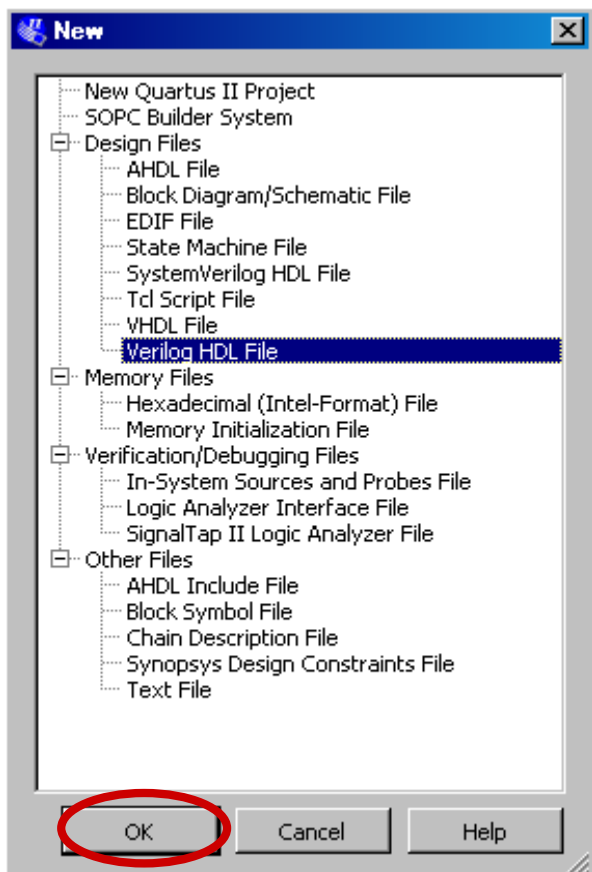 New
New Quartus II Project
SOPC Builder System
Design Files
AHDL File
Block Diagram/Schematic File
EDIF File
State Machine File
SystemVerilog HDL File
Tcl Script File
VHDL File
Verilog HDL File
Memory Files
Hexadecimal (Intel-Format) File
Memory Initialization File
Verification/Debugging Files
In-System Sources and Probes File
Logic Analyzer Interface File
SignalTap II Logic Analyzer File
Other Files
AHDL Include File
Block Symbol File
Chain Description File
Synopsys Design Constraints File
Text File
OK Cancel Help